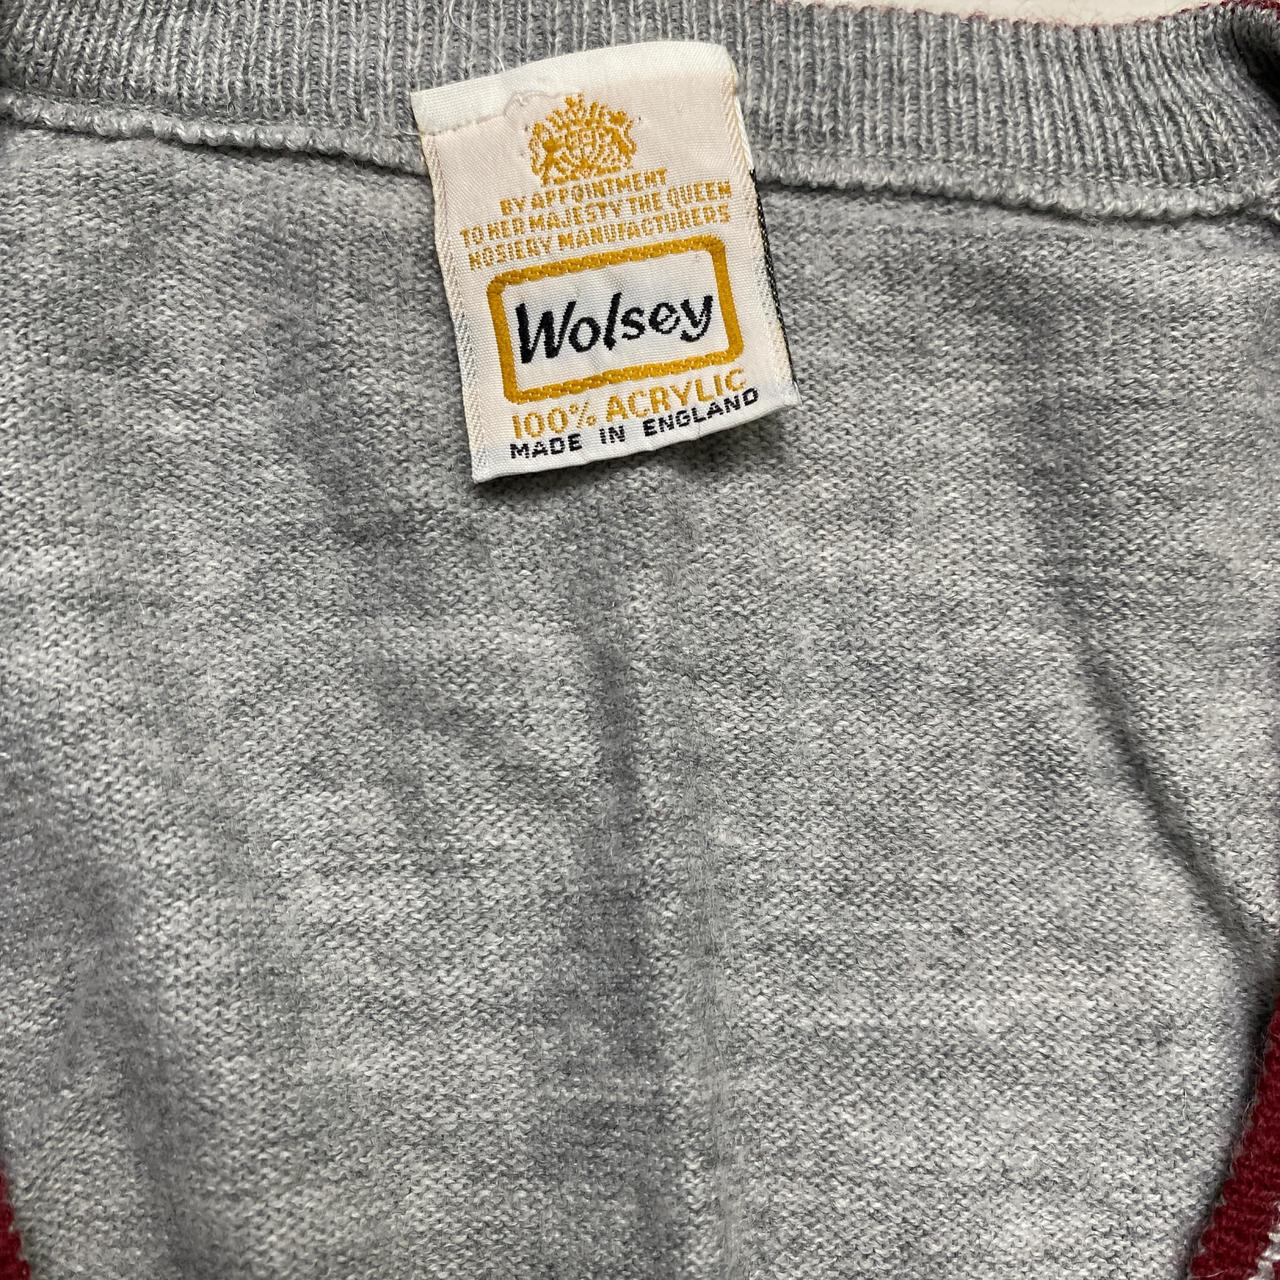 BY APPOINTMENT
TO HER MAJESTY THE QUEEN
HOSIERY MANUFACTURERS
Wolsey
100% ACRYLIC
MADE IN ENGLAND